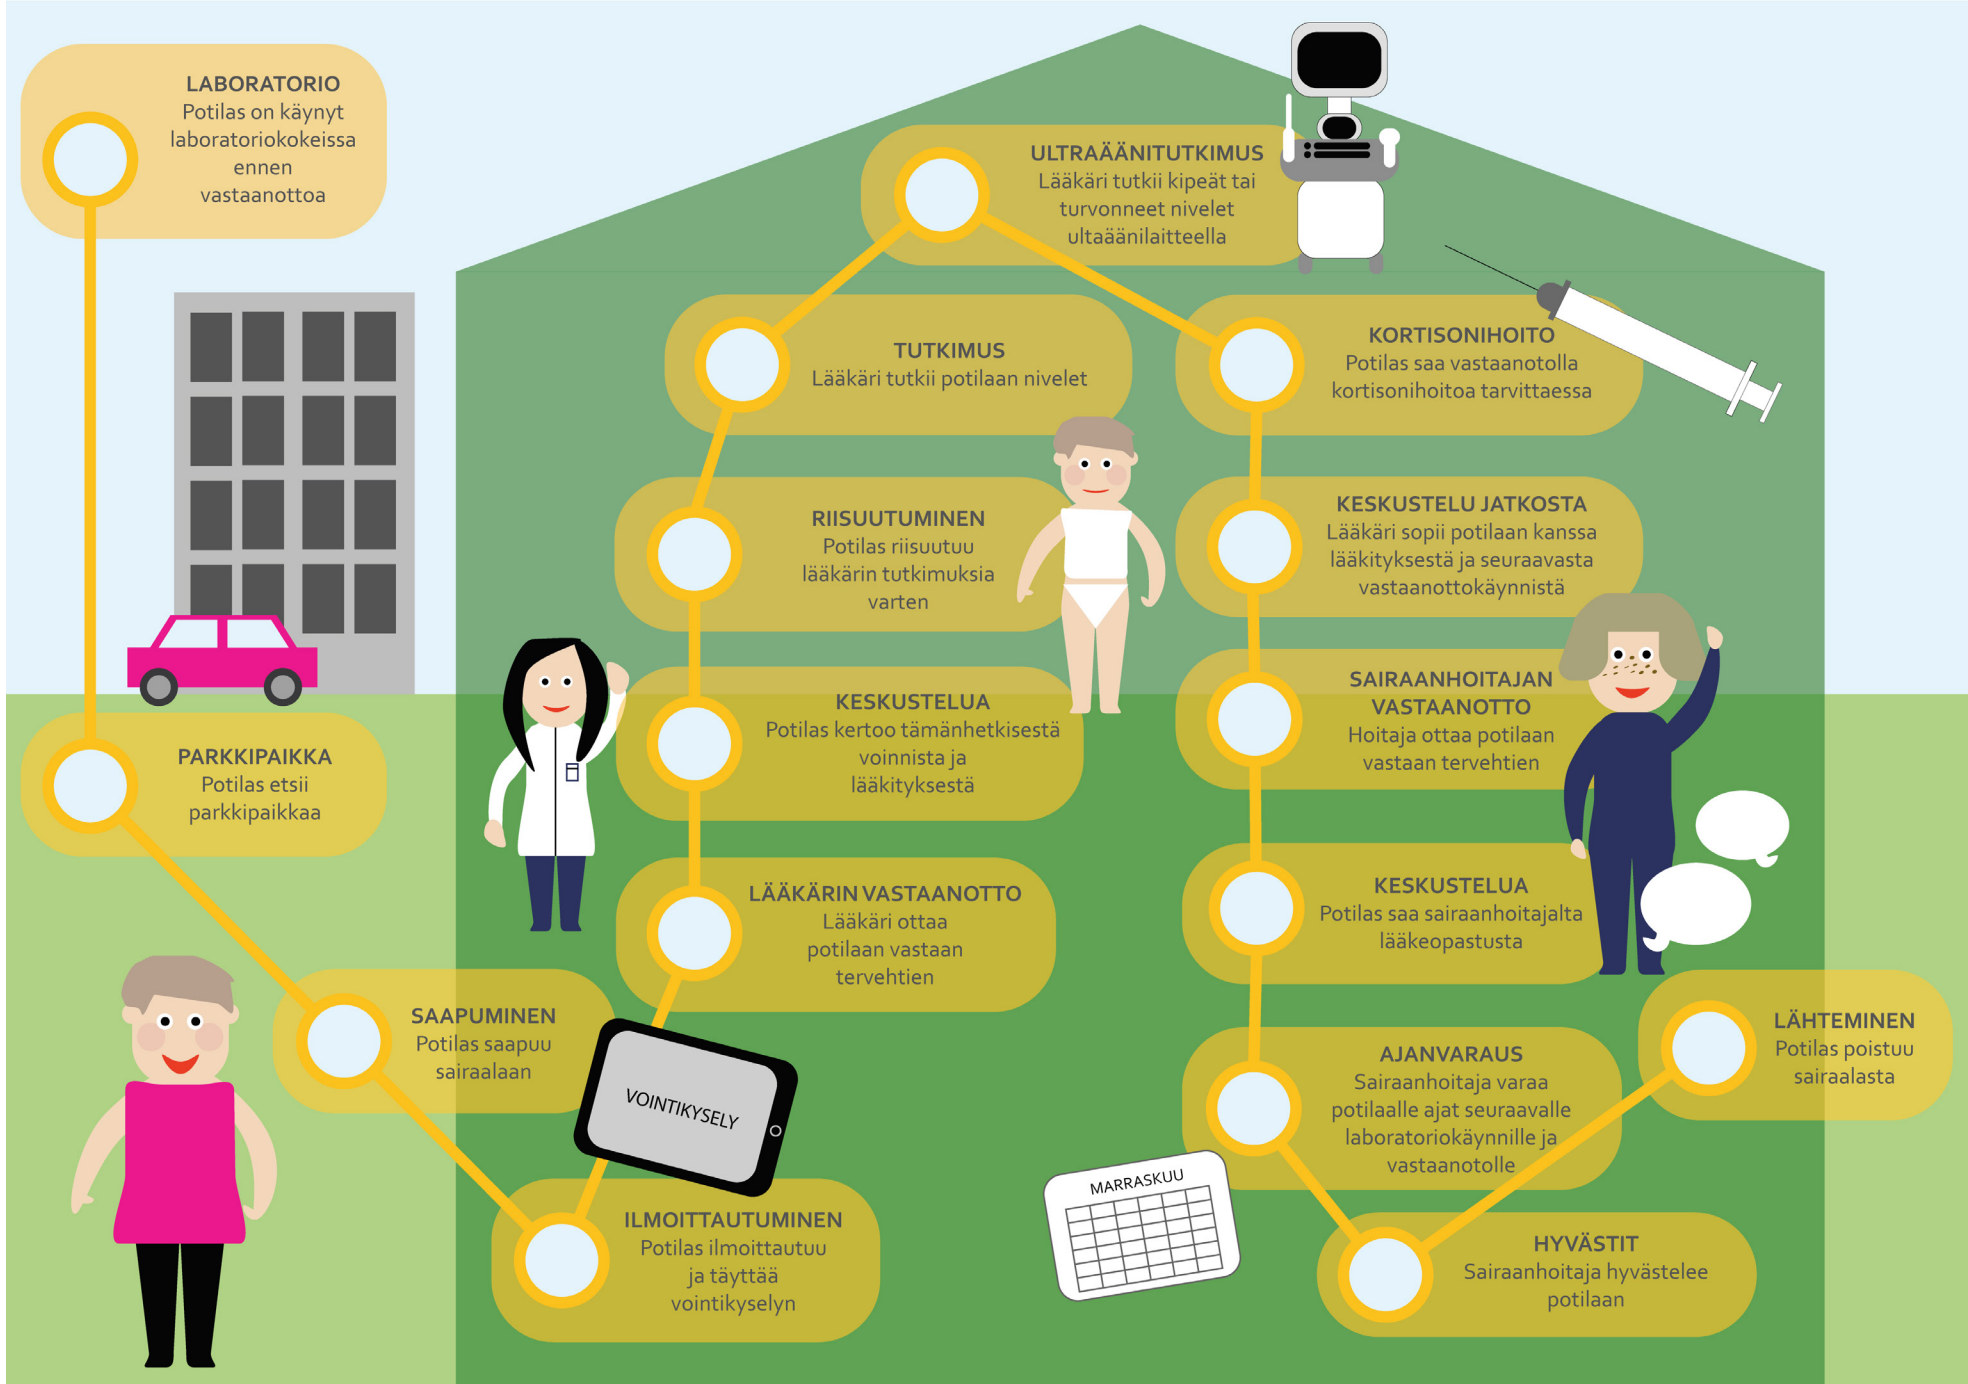 LABORATORIO
Potilas on käynyt
laboratoriokokeissa
ennen
vastaanottoa
PARKKIPAIKKA
Potilas etsii
parkkipaikkaa
SAAPUMINEN
Potilas saapuu
sairaalaan
ILMOITTAUTUMINEN
Potilas ilmoittautuu
ja täyttää
vointikyselyn
VOINTIKYSELY
LÄÄKÄRIN VASTAANOTTO
Lääkäri ottaa
potilaan vastaan
tervehtien
KESKUSTELUA
Potilas kertoo tämänhetkisestä
voinnista ja
lääkityksestä
RIISUUTUMINEN
Potilas riisuutuu
lääkärin tutkimuksia
varten
TUTKIMUS
Lääkäri tutkii potilaan nivelet
ULTRAÄÄNITUTKIMUS
Lääkäri tutkii kipeät tai
turvonneet nivelet
ultaäänilaitteella
KORTISONIHOITO
Potilas saa vastaanotolla
kortisonihoitoa tarvittaessa
KESKUSTELU JATKOSTA
Lääkäri sopii potilaan kanssa
lääkityksestä ja seuraavasta
vastaanottokäynnistä
SAIRAANHOITAJAN
VASTAANOTTO
Hoitaja ottaa potilaan
vastaan tervehtien
KESKUSTELUA
Potilas saa sairaanhoitajalta
lääkeopastusta
AJANVARAUS
Sairaanhoitaja varaa
potilaalle ajat seuraavalle
laboratoriokäynnille ja
vastaanotolle
MARRASKUU
HYVÄSTIT
Sairaanhoitaja hyvästelee
potilaan
LÄHTEMINEN
Potilas poistuu
sairaalasta